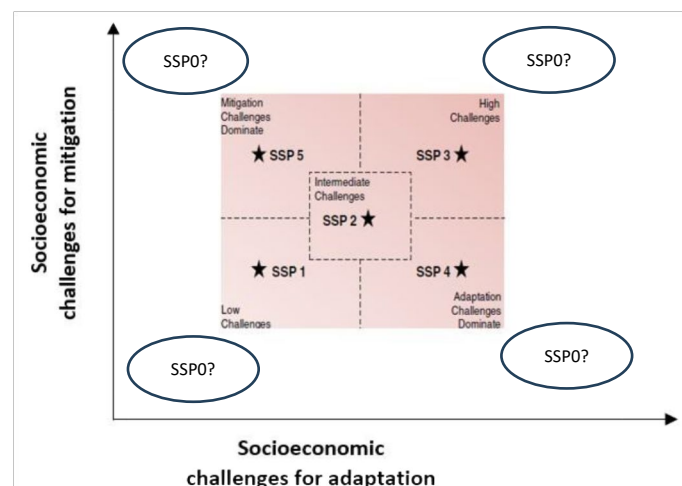 SSP0?
SSP0?
Mitigation
Challenges
Dominate
High
Challenges
SSP 5
SSP 3
Intermediate
Challenges
SSP 2
SSP 1
SSP 4
Low
Challenges
Adaptation
Challenges
Dominate
SSP0?
SSP0?
Socioeconomic
challenges for mitigation
Socioeconomic
challenges for adaptation